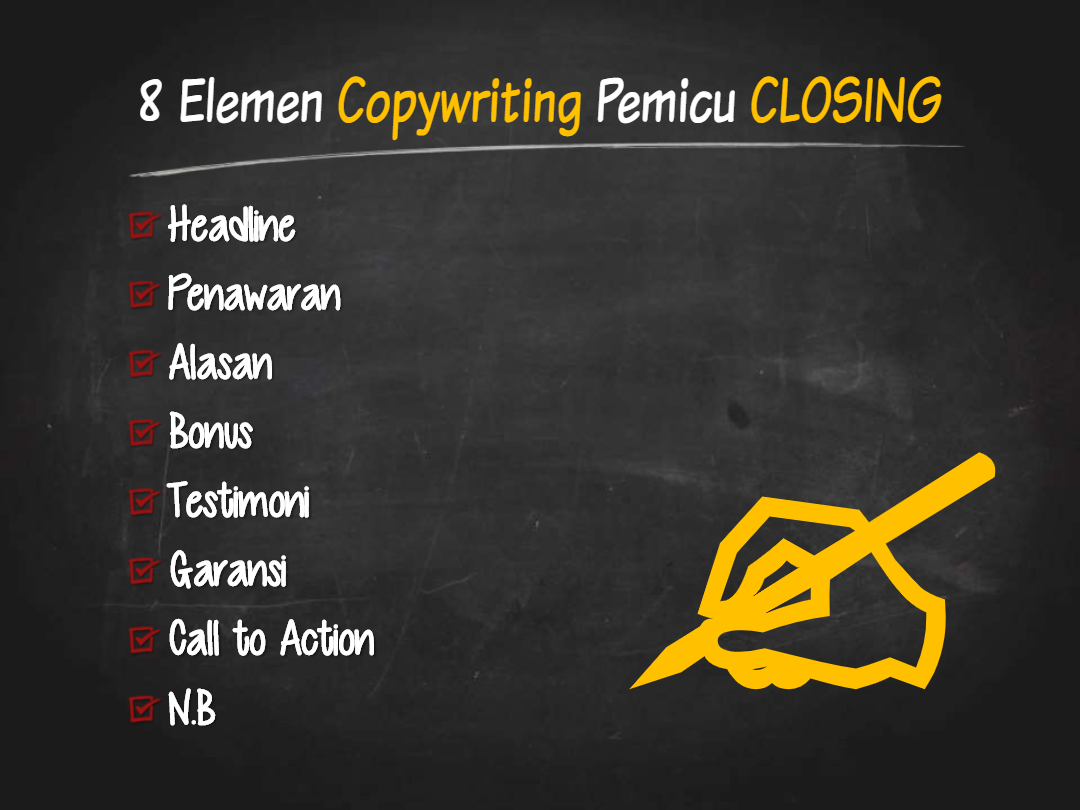 8 Elemen Copywriting Pemicu CLOSING
Headline
Penawaran
Alasan
Bonus
Testimoni
Garansi
Call to Action
N.B